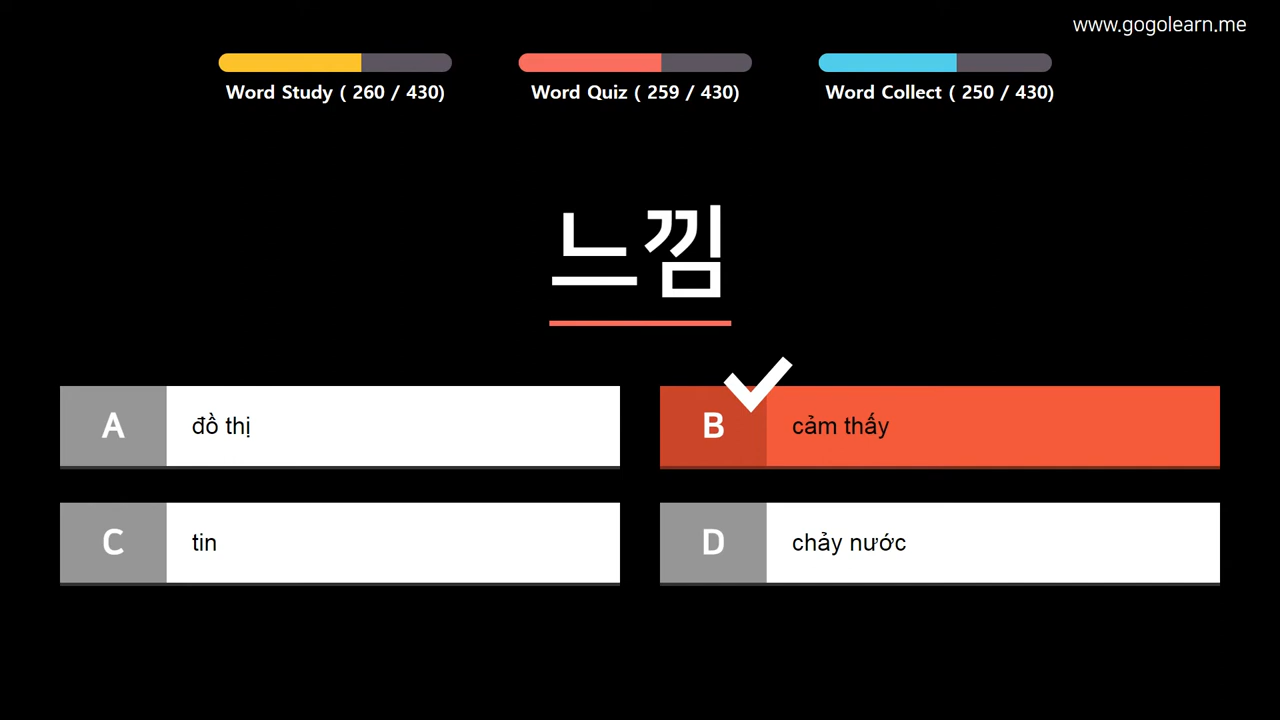 www.gogolearn.me
Word Study ( 260 / 430)
Word Quiz ( 259 / 430)
Word Collect ( 250 / 430)
느낌
A đồ thị
B cảm thấy
C tin
D chảy nước